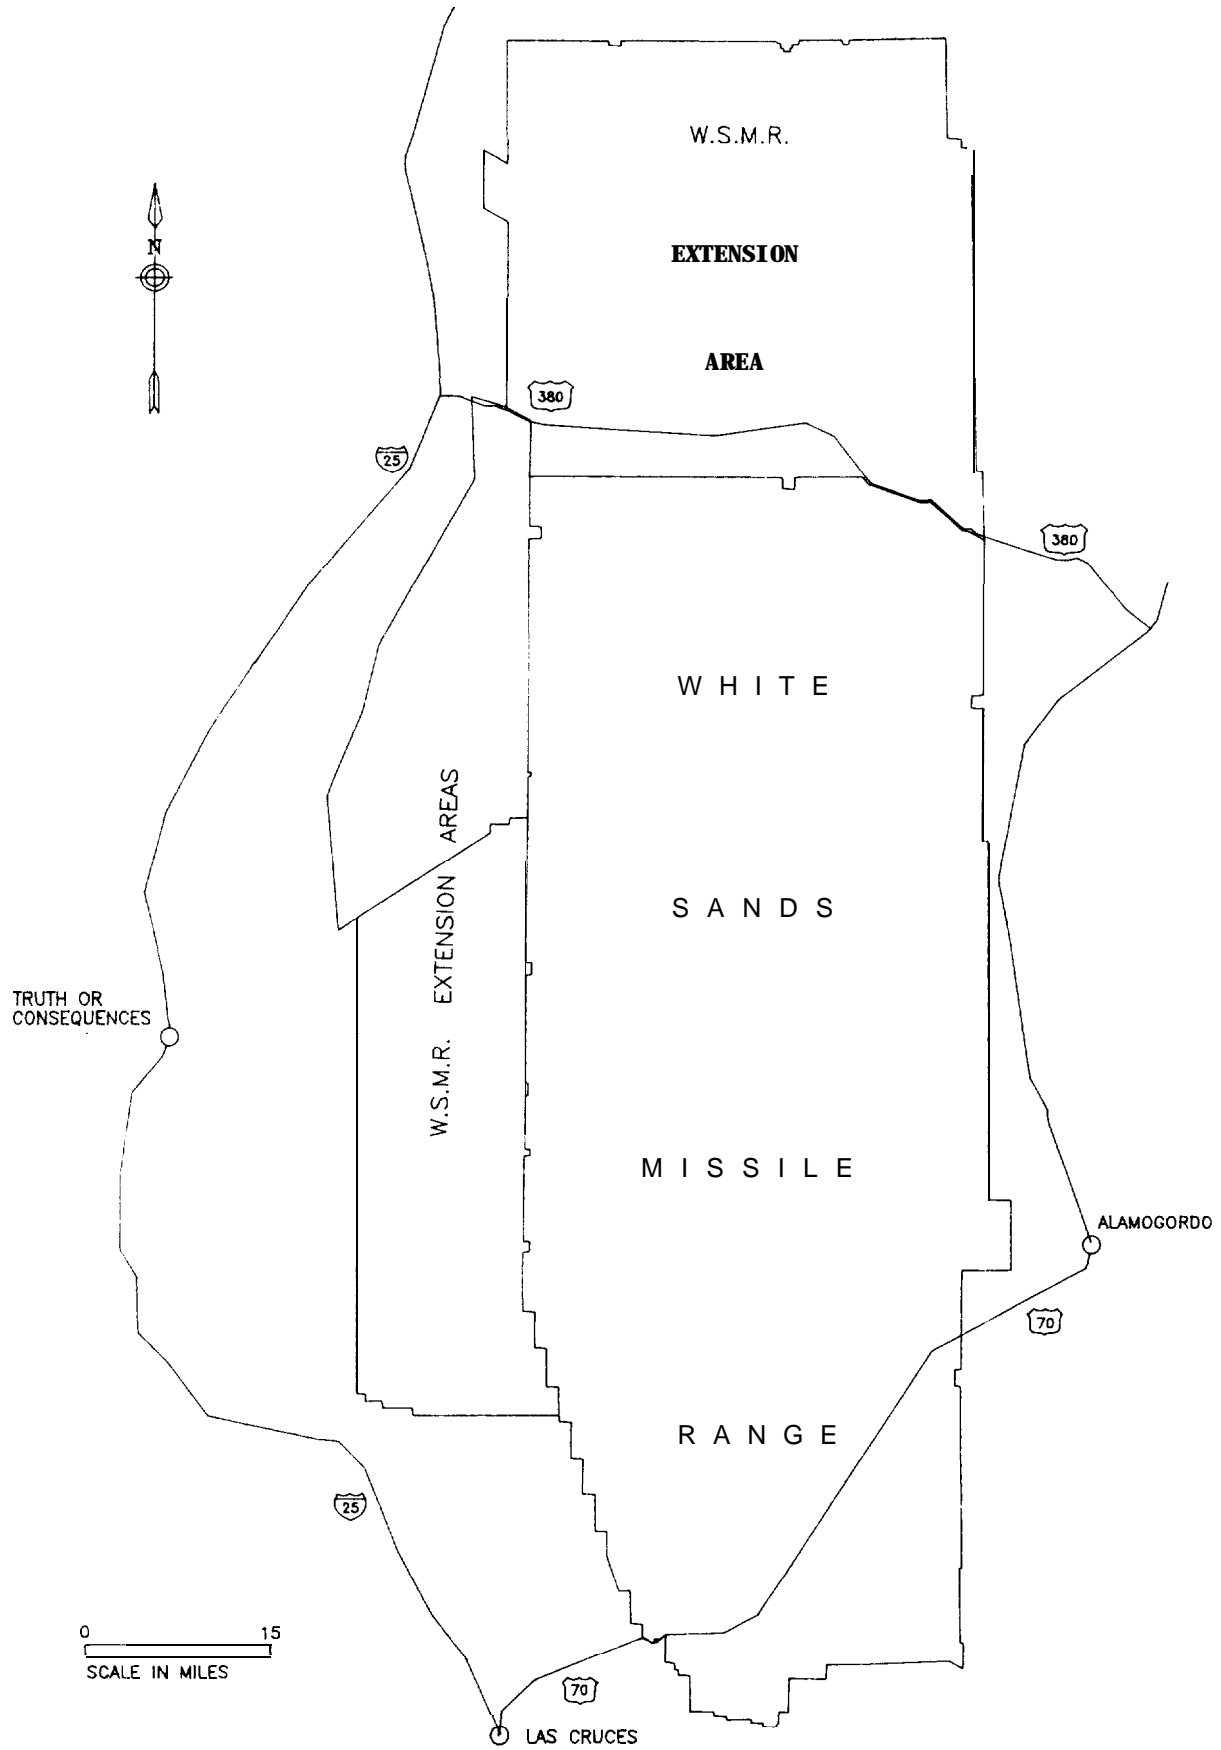 W.S.M.R.
N
EXTENSION
AREA
380
25
380
WHITE
W.S.M.R. EXTENSION AREAS
SANDS
TRUTH OR
CONSEQUENCES
MISSILE
ALAMOGORDO
70
RANGE
25
0 15
SCALE IN MILES
70
LAS CRUCES